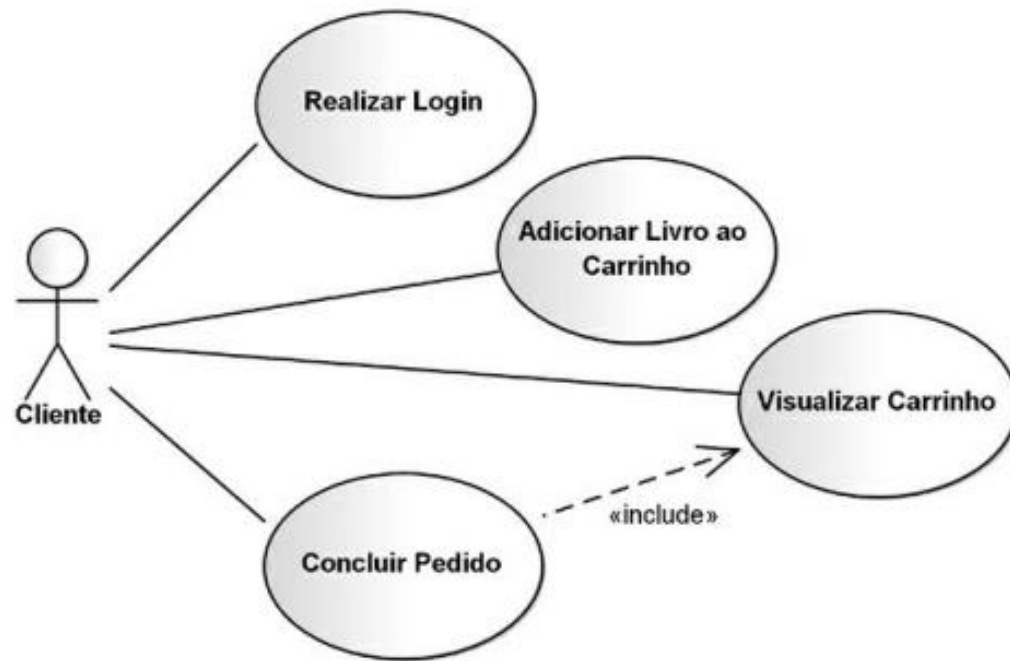 Realizar Login
Adicionar Livro ao
Carrinho
Visualizar Carrinho
Cliente
«include»
Concluir Pedido